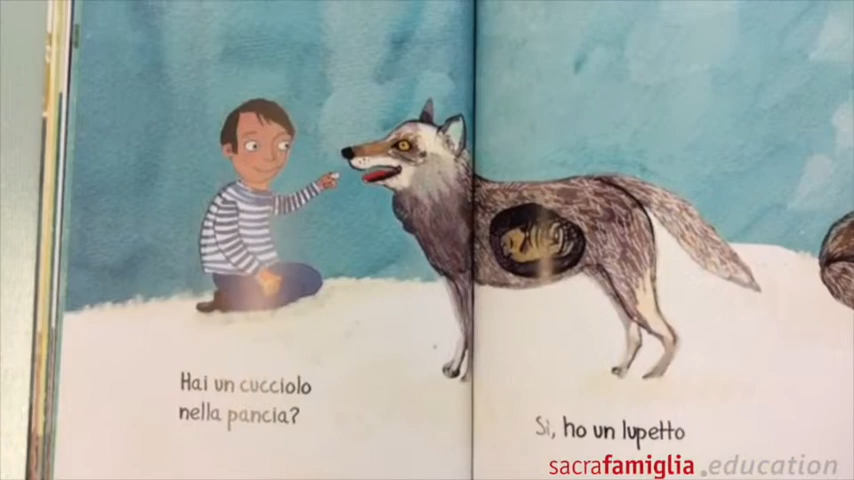 Hai un cucciolo
nella pancia?
Sì, ho un lupetto
sacrafamiglia.education